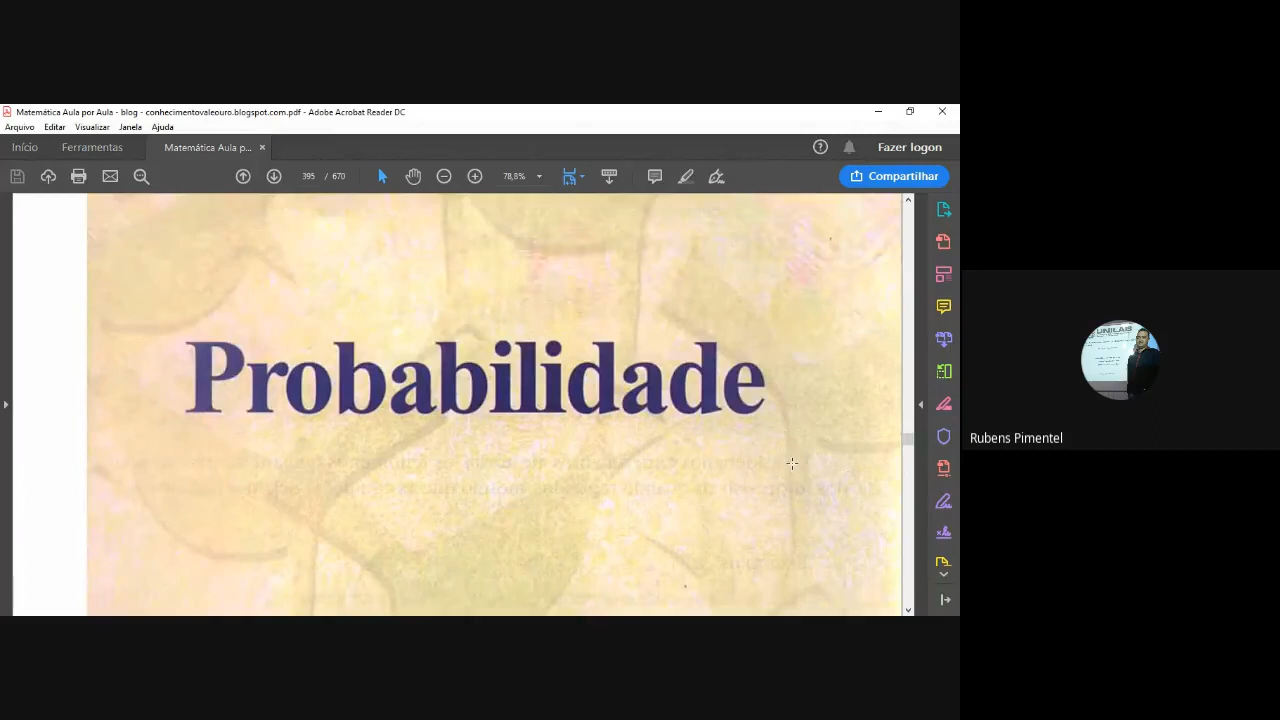 Matemática Aula por Aula - blog - conhecimentovaleouro.blogspot.com.pdf - Adobe Acrobat Reader DC
Arquivo Editar Visualizar Janela Ajuda
Início Ferramentas Matemática Aula p... × Fazer logon
395 / 670 78,8% Compartilhar
Probabilidade
UNILAB
Rubens Pimentel